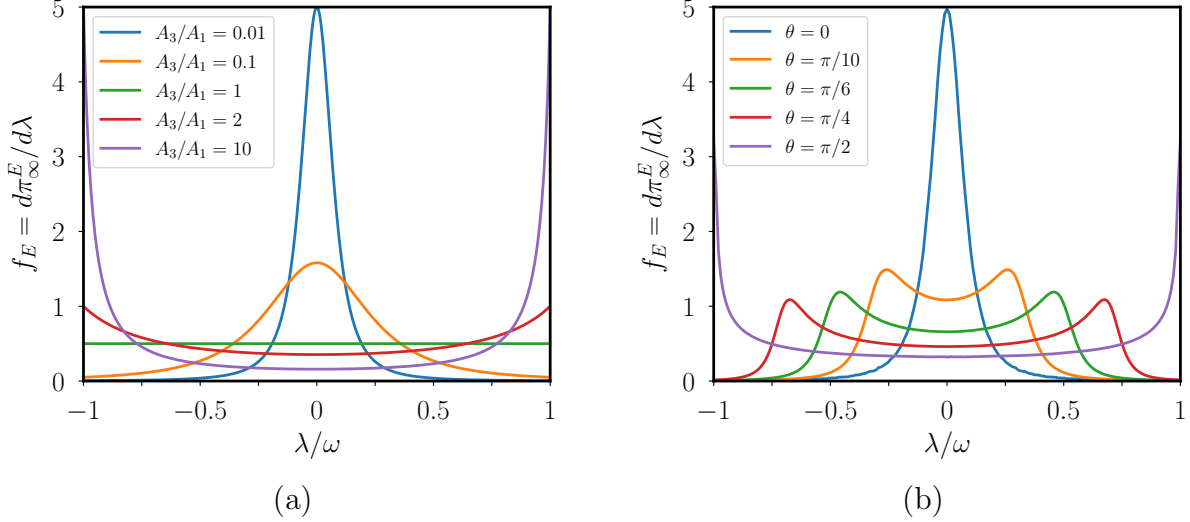 5
4
3
2
1
0
f_E = dπ^E_∞/dλ
A_3/A_1 = 0.01
A_3/A_1 = 0.1
A_3/A_1 = 1
A_3/A_1 = 2
A_3/A_1 = 10
−1 −0.5 0 0.5 1
λ/ω
(a)
5
4
3
2
1
0
f_E = dπ^E_∞/dλ
θ = 0
θ = π/10
θ = π/6
θ = π/4
θ = π/2
−1 −0.5 0 0.5 1
λ/ω
(b)